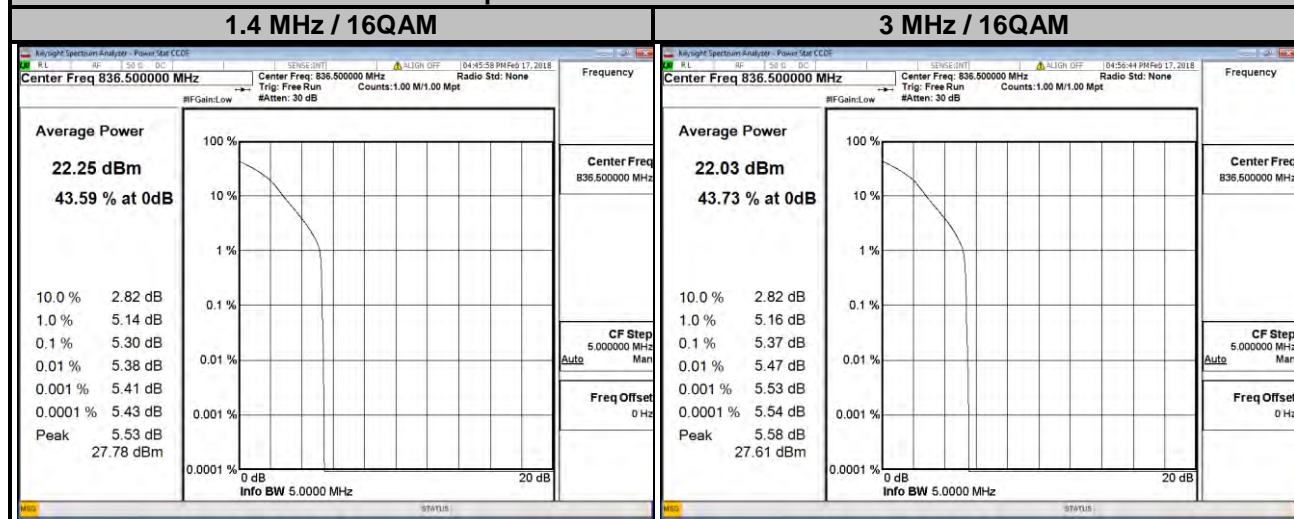 1.4 MHz / 16QAM
Keysight Spectrum Analyzer - Power Stat CCDF
RL RF 50 Ω DC SENSE:INT ALIGN OFF 04:45:58 PM Feb 17, 2018
Center Freq 836.500000 MHz
Center Freq: 836.500000 MHz Radio Std: None
Trig: Free Run Counts:1.00 M/1.00 Mpt
#IFGain:Low #Atten: 30 dB
Frequency
Average Power
22.25 dBm
43.59 % at 0dB
10.0 % 2.82 dB
1.0 % 5.14 dB
0.1 % 5.30 dB
0.01 % 5.38 dB
0.001 % 5.41 dB
0.0001 % 5.43 dB
Peak 5.53 dB
27.78 dBm
100 %
10 %
1 %
0.1 %
0.01 %
0.001 %
0.0001 %
0 dB 20 dB
Info BW 5.0000 MHz
Center Freq
836.500000 MHz
CF Step
5.000000 MHz
Auto Man
Freq Offset
0 Hz
MSG STATUS
3 MHz / 16QAM
Keysight Spectrum Analyzer - Power Stat CCDF
RL RF 50 Ω DC SENSE:INT ALIGN OFF 04:56:44 PM Feb 17, 2018
Center Freq 836.500000 MHz
Center Freq: 836.500000 MHz Radio Std: None
Trig: Free Run Counts:1.00 M/1.00 Mpt
#IFGain:Low #Atten: 30 dB
Frequency
Average Power
22.03 dBm
43.73 % at 0dB
10.0 % 2.82 dB
1.0 % 5.16 dB
0.1 % 5.37 dB
0.01 % 5.47 dB
0.001 % 5.53 dB
0.0001 % 5.54 dB
Peak 5.58 dB
27.61 dBm
100 %
10 %
1 %
0.1 %
0.01 %
0.001 %
0.0001 %
0 dB 20 dB
Info BW 5.0000 MHz
Center Freq
836.500000 MHz
CF Step
5.000000 MHz
Auto Man
Freq Offset
0 Hz
MSG STATUS